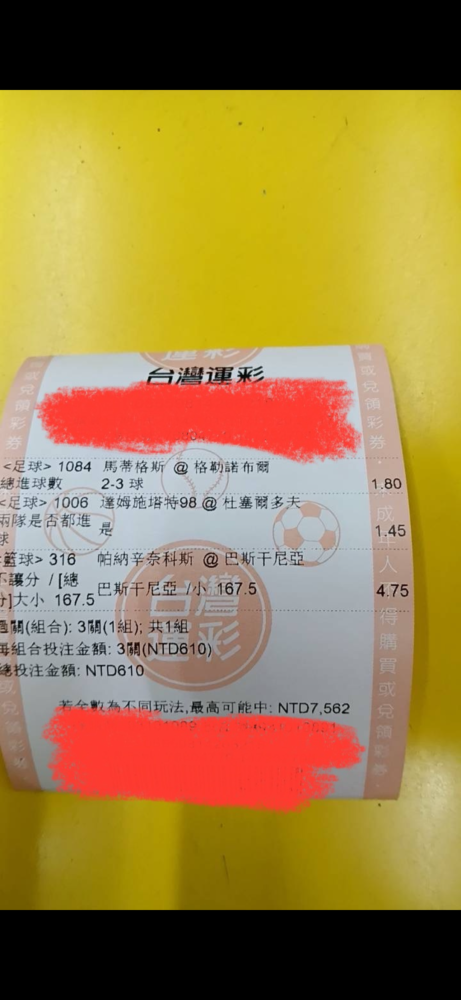 台灣運彩
<足球> 1084 馬蒂格斯 @ 格勒諾布爾
總進球數 2-3 球 1.80
<足球> 1006 達姆施塔特98 @ 杜塞爾多夫
兩隊是否都進球 是 1.45
<籃球> 316 帕納辛奈科斯 @ 巴斯干尼亞
不讓分 / [總分]大小 167.5 巴斯干尼亞 /小 167.5 4.75
過關(組合): 3關(1組); 共1組
每組合投注金額: 3關(NTD610)
總投注金額: NTD610
若全數為不同玩法,最高可能中: NTD7,562
台灣運彩